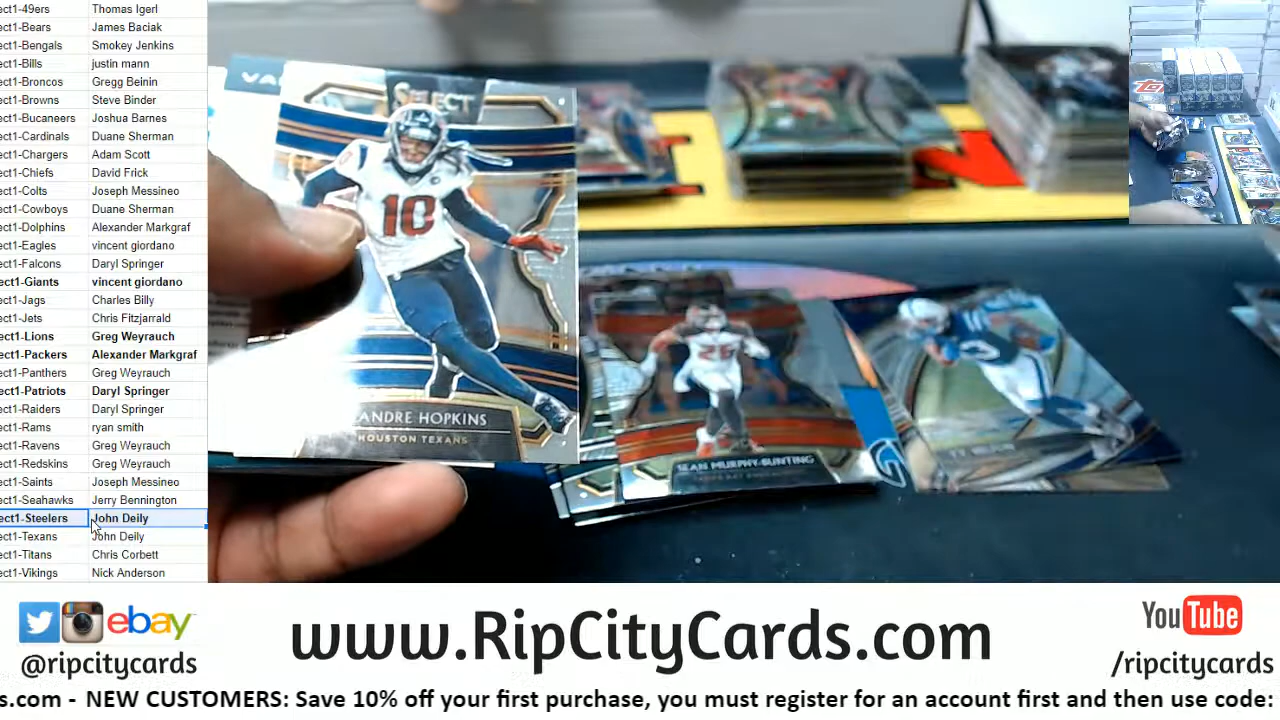 ect1-49ers Thomas Igerl
ect1-Bears James Baciak
ect1-Bengals Smokey Jenkins
ect1-Bills justin mann
ect1-Broncos Gregg Beinin
ect1-Browns Steve Binder
ect1-Bucaneers Joshua Barnes
ect1-Cardinals Duane Sherman
ect1-Chargers Adam Scott
ect1-Chiefs David Frick
ect1-Colts Joseph Messineo
ect1-Cowboys Duane Sherman
ect1-Dolphins Alexander Markgraf
ect1-Eagles vincent giordano
ect1-Falcons Daryl Springer
ect1-Giants vincent giordano
ect1-Jags Charles Billy
ect1-Jets Chris Fitzjarrald
ect1-Lions Greg Weyrauch
ect1-Packers Alexander Markgraf
ect1-Panthers Greg Weyrauch
ect1-Patriots Daryl Springer
ect1-Raiders Daryl Springer
ect1-Rams ryan smith
ect1-Ravens Greg Weyrauch
ect1-Redskins Greg Weyrauch
ect1-Saints Joseph Messineo
ect1-Seahawks Jerry Bennington
ect1-Steelers John Deily
ect1-Texans John Deily
ect1-Titans Chris Corbett
ect1-Vikings Nick Anderson
SELECT
10
ANDRE HOPKINS
HOUSTON TEXANS
26
SEAN MURPHY-BUNTING
ebay
@ripcitycards
www.RipCityCards.com
YouTube
/ripcitycards
s.com - NEW CUSTOMERS: Save 10% off your first purchase, you must register for an account first and then use code: